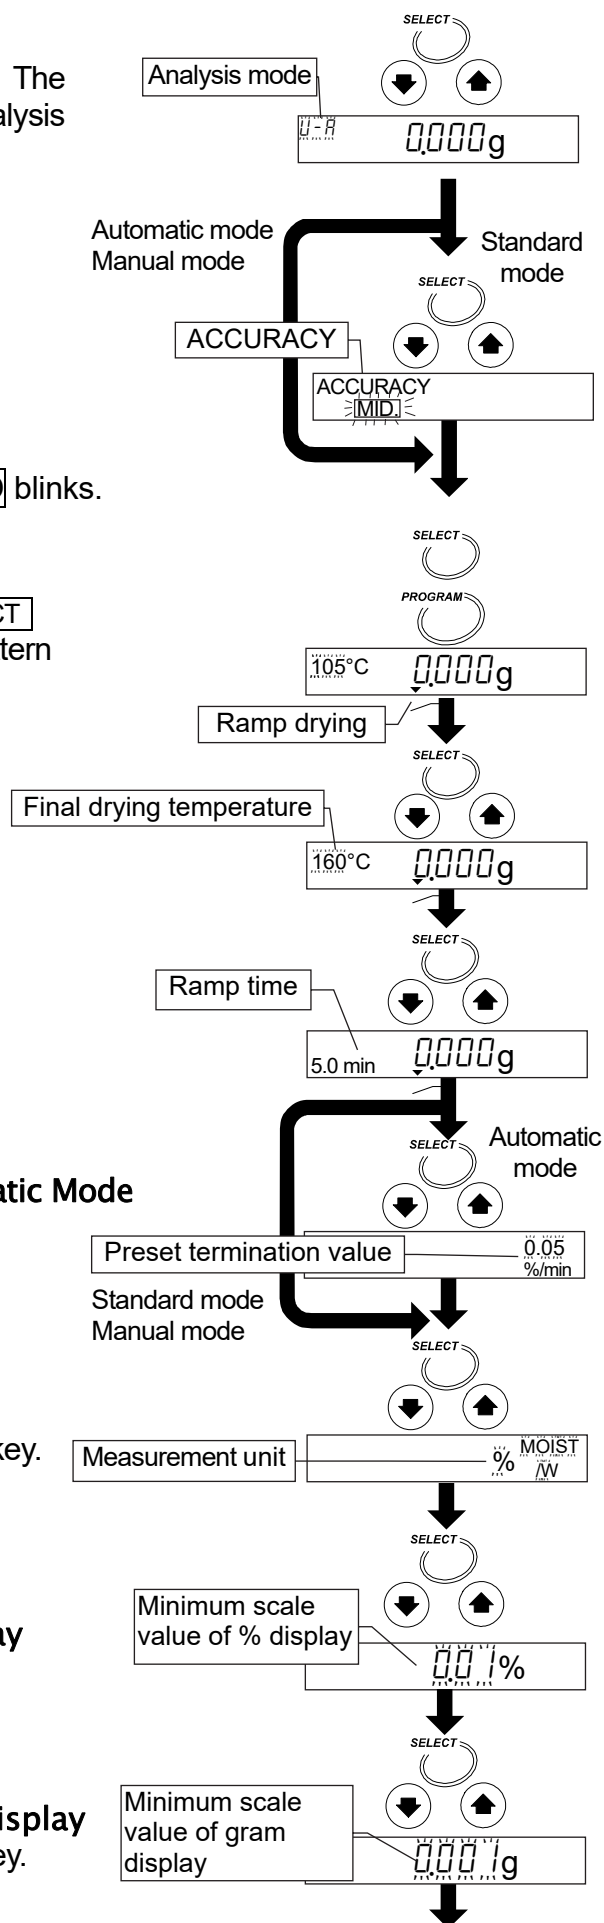 SELECT
The
Analysis mode
alysis
U-A 0.000g
Automatic mode
Manual mode
Standard
mode
SELECT
ACCURACY
ACCURACY
MID.
blinks.
SELECT
CT
PROGRAM
tern
105°C 0.000g
Ramp drying
SELECT
Final drying temperature
160°C 0.000g
SELECT
Ramp time
5.0 min 0.000g
Automatic
mode
SELECT
atic Mode
Preset termination value
0.05
%/min
Standard mode
Manual mode
SELECT
key.
Measurement unit
% MOIST
/W
SELECT
Minimum scale
value of % display
ay
0.01%
SELECT
Minimum scale
value of gram
display
isplay
ey.
0.001g